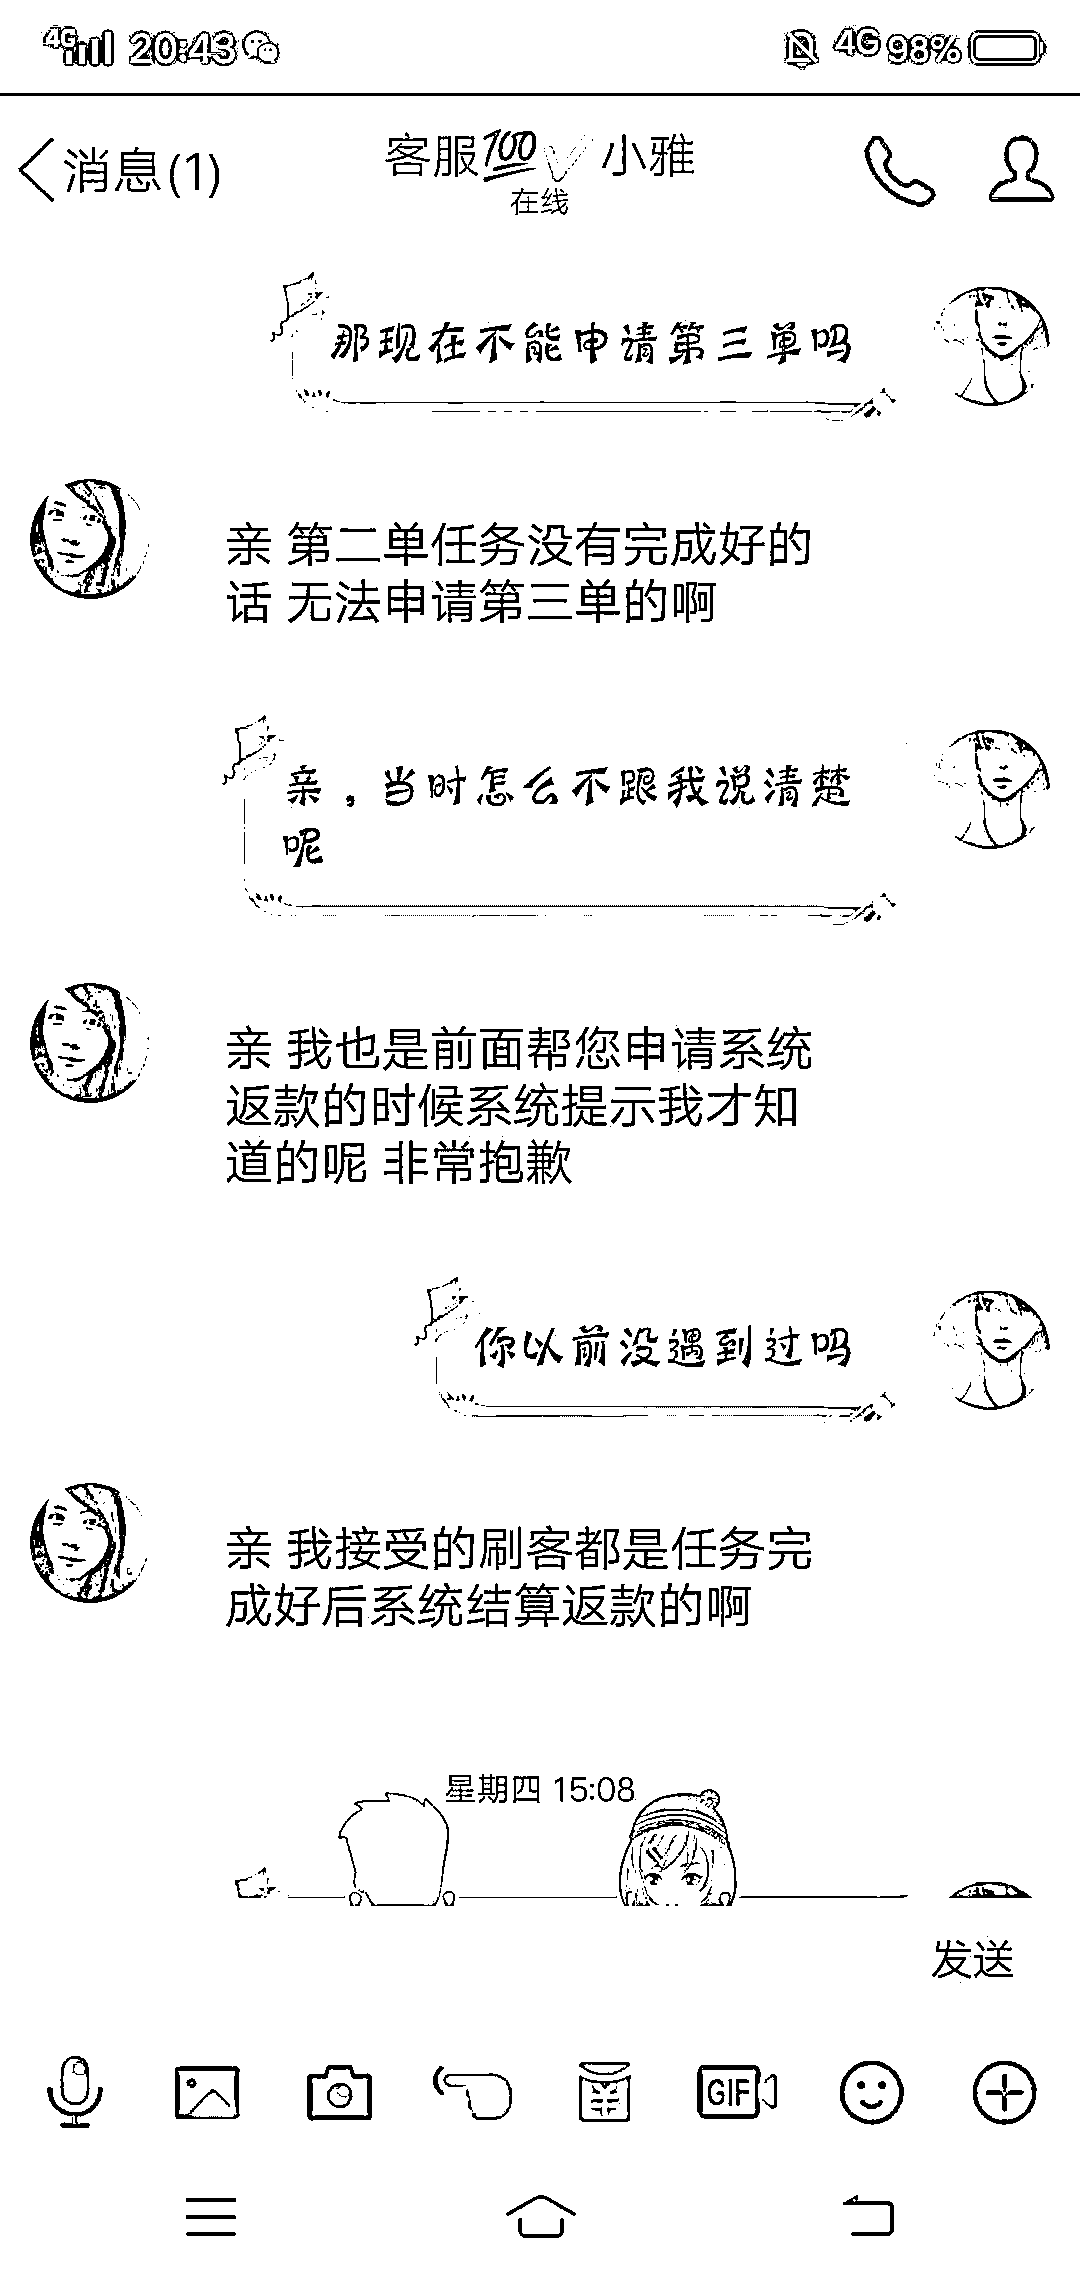 4G 20:43 4G 98%
消息(1) 客服💯✓小雅
在线
那现在不能申请第三单吗
亲 第二单任务没有完成好的
话 无法申请第三单的啊
亲，当时怎么不跟我说清楚
呢
亲 我也是前面帮您申请系统
返款的时候系统提示我才知
道的呢 非常抱歉
你以前没遇到过吗
亲 我接受的刷客都是任务完
成好后系统结算返款的啊
星期四 15:08
发送
GIF